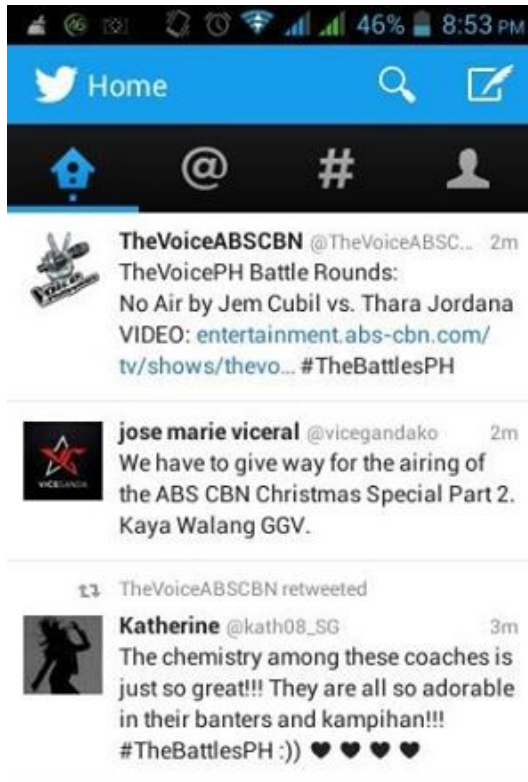 46% 8:53 PM
Home
@ #
TheVoiceABSCBN @TheVoiceABSC... 2m
TheVoicePH Battle Rounds:
No Air by Jem Cubil vs. Thara Jordana
VIDEO: entertainment.abs-cbn.com/
tv/shows/thevo... #TheBattlesPH
jose marie viceral @vicegandako 2m
We have to give way for the airing of
the ABS CBN Christmas Special Part 2.
Kaya Walang GGV.
VICEGANDA
TheVoiceABSCBN retweeted
Katherine @kath08_SG 3m
The chemistry among these coaches is
just so great!!! They are all so adorable
in their banters and kampihan!!!
#TheBattlesPH :)) ♥ ♥ ♥ ♥